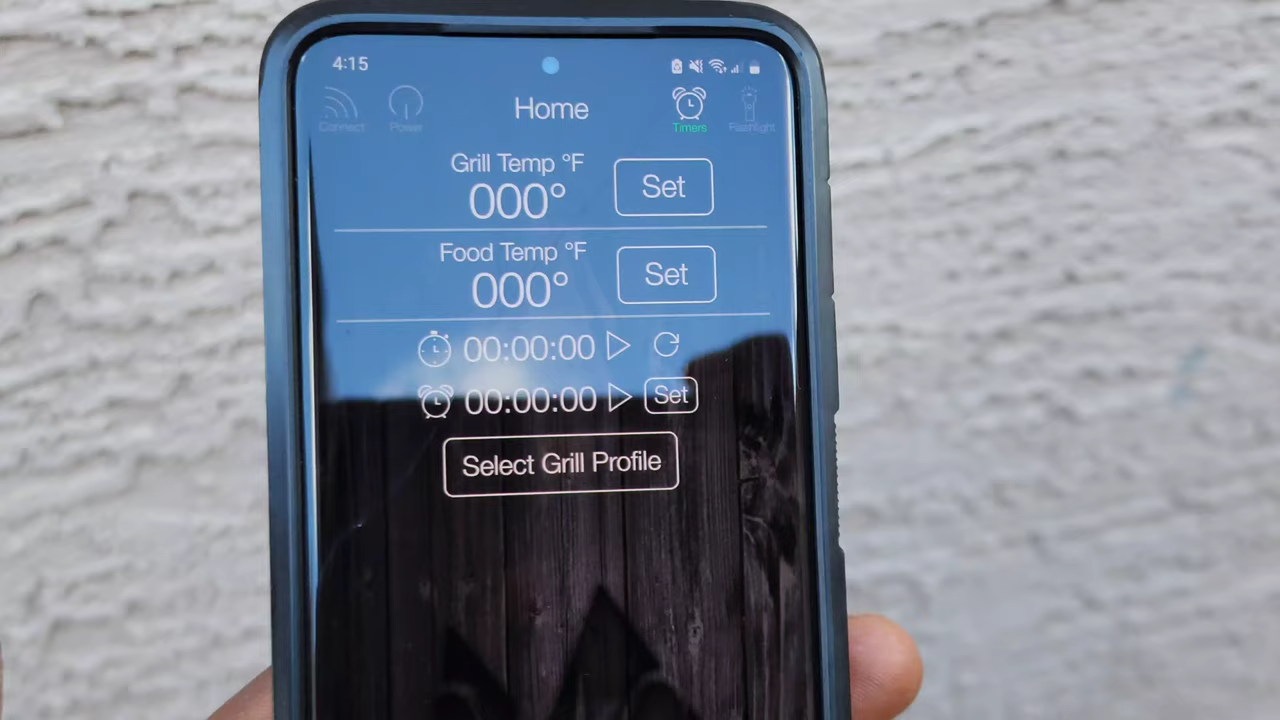 4:15
Connect Power Home Timers Flashlight
Grill Temp °F
000° Set
Food Temp °F
000° Set
00:00:00
00:00:00 Set
Select Grill Profile